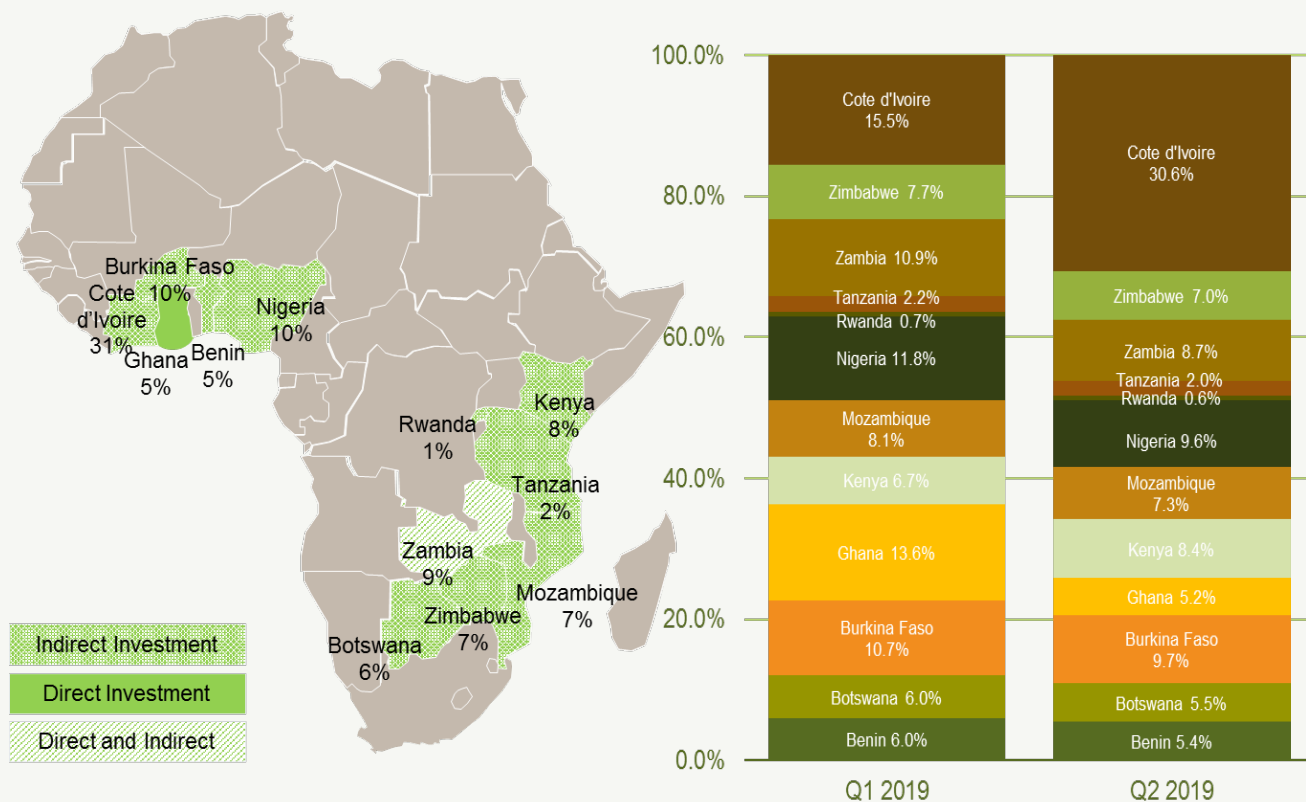 Burkina Faso
10%
Cote
d'Ivoire
31%
Ghana
5%
Benin
5%
Nigeria
10%
Kenya
8%
Rwanda
1%
Tanzania
2%
Zambia
9%
Mozambique
7%
Zimbabwe
7%
Botswana
6%
Indirect Investment
Direct Investment
Direct and Indirect
100.0%
80.0%
60.0%
40.0%
20.0%
0.0%
Cote d'Ivoire
15.5%
Zimbabwe 7.7%
Zambia 10.9%
Tanzania 2.2%
Rwanda 0.7%
Nigeria 11.8%
Mozambique
8.1%
Kenya 6.7%
Ghana 13.6%
Burkina Faso
10.7%
Botswana 6.0%
Benin 6.0%
Q1 2019
Cote d'Ivoire
30.6%
Zimbabwe 7.0%
Zambia 8.7%
Tanzania 2.0%
Rwanda 0.6%
Nigeria 9.6%
Mozambique
7.3%
Kenya 8.4%
Ghana 5.2%
Burkina Faso
9.7%
Botswana 5.5%
Benin 5.4%
Q2 2019